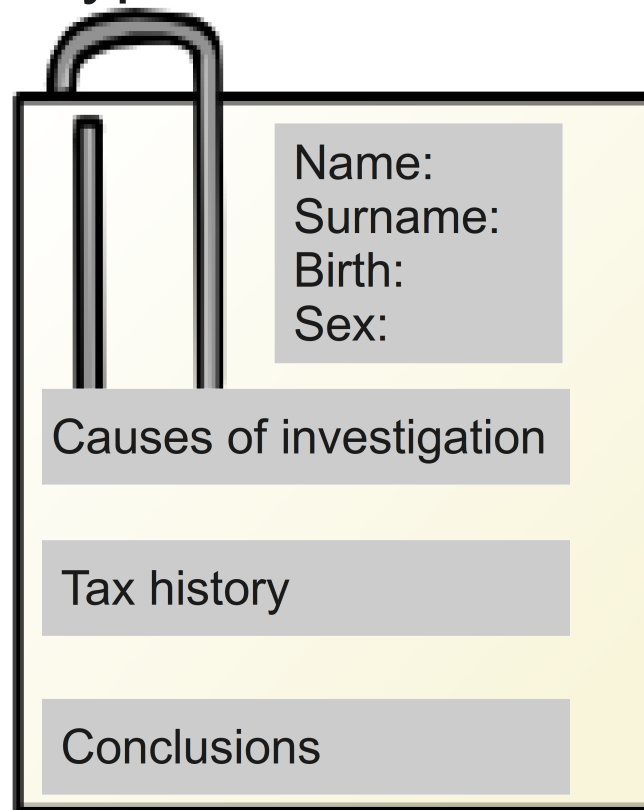 Name:
Surname:
Birth:
Sex:
Causes of investigation
Tax history
Conclusions